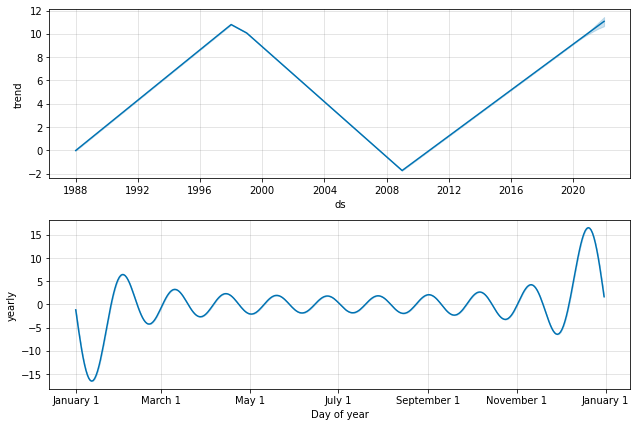 12
10
8
6
4
2
0
−2
trend
1988 1992 1996 2000 2004 2008 2012 2016 2020
ds
15
10
5
0
−5
−10
−15
yearly
January 1 March 1 May 1 July 1 September 1 November 1 January 1
Day of year